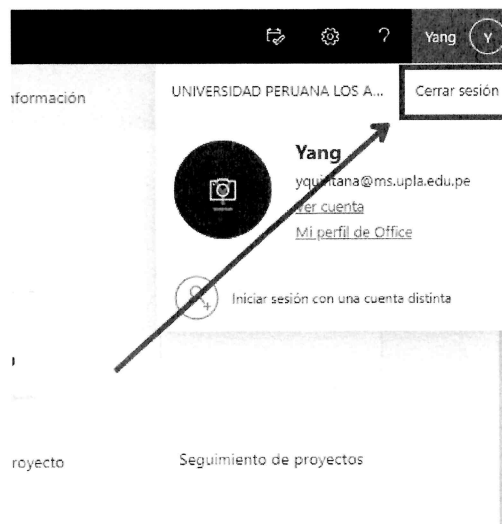 ? Yang Y
nformación
UNIVERSIDAD PERUANA LOS A... Cerrar sesión
Yang
yquintana@ms.upla.edu.pe
Ver cuenta
Mi perfil de Office
Iniciar sesión con una cuenta distinta
royecto
Seguimiento de proyectos